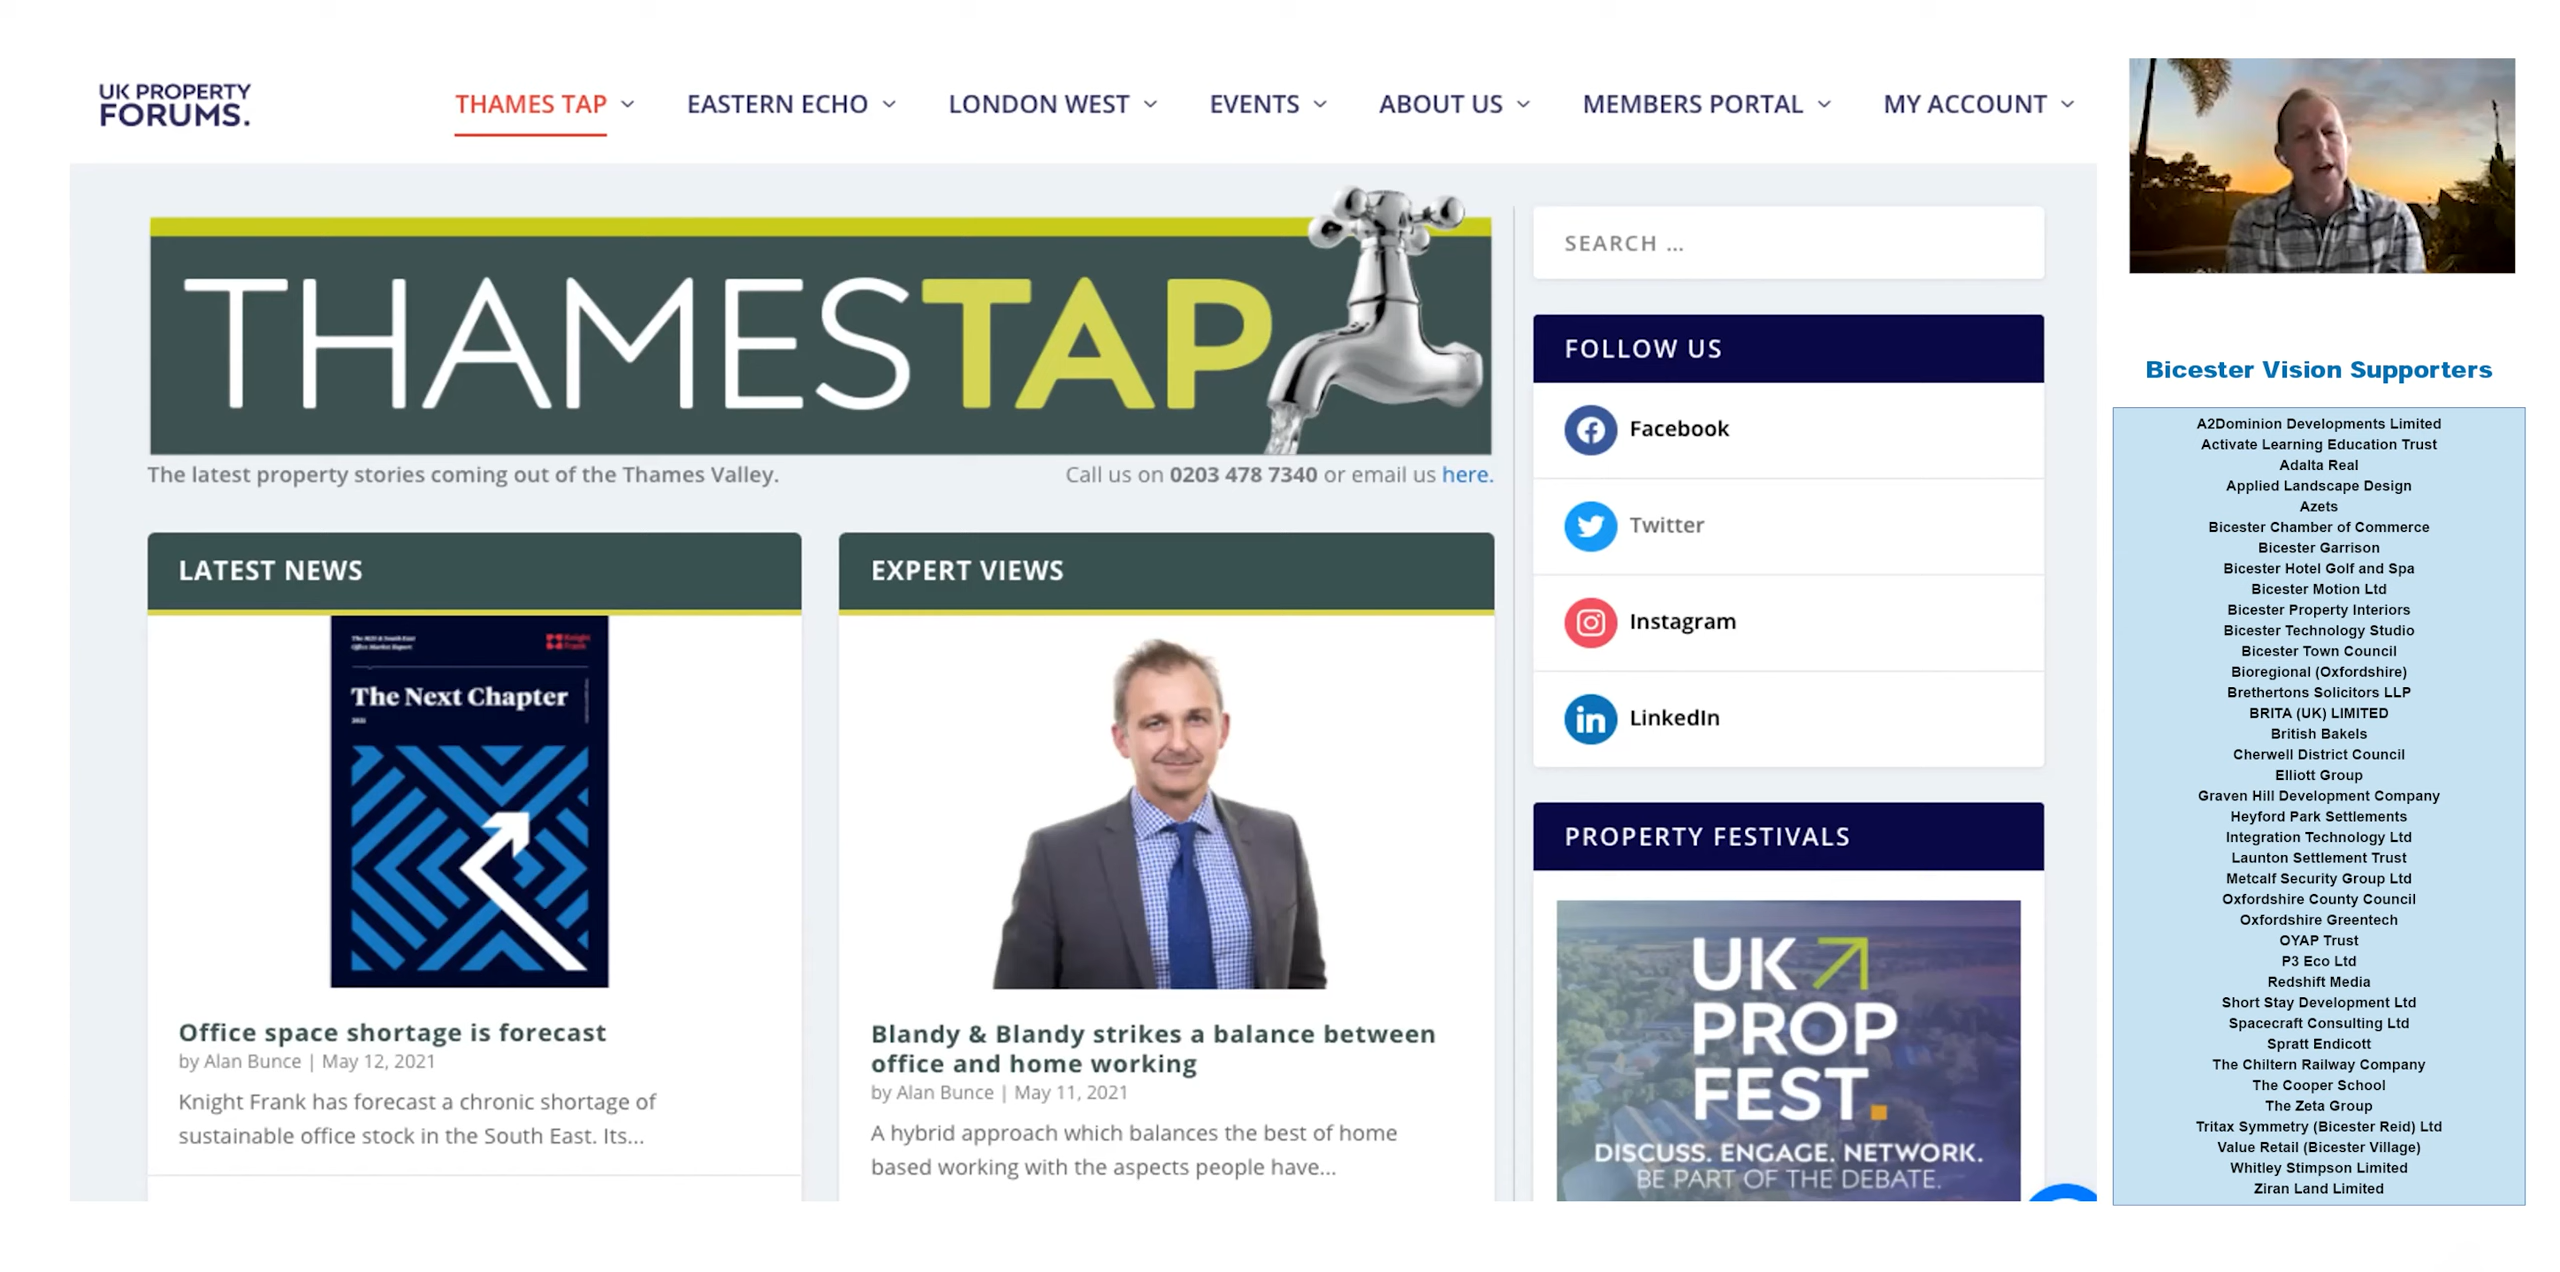 UK PROPERTY
FORUMS.
THAMES TAP
EASTERN ECHO
LONDON WEST
EVENTS
ABOUT US
MEMBERS PORTAL
MY ACCOUNT
THAMESTAP
The latest property stories coming out of the Thames Valley.
Call us on 0203 478 7340 or email us here.
LATEST NEWS
The M25 & South East
Office Market Report
Knight
Frank
The Next Chapter
2021
Office space shortage is forecast
by Alan Bunce | May 12, 2021
Knight Frank has forecast a chronic shortage of
sustainable office stock in the South East. Its...
EXPERT VIEWS
Blandy & Blandy strikes a balance between
office and home working
by Alan Bunce | May 11, 2021
A hybrid approach which balances the best of home
based working with the aspects people have...
SEARCH ...
FOLLOW US
Facebook
Twitter
Instagram
LinkedIn
PROPERTY FESTIVALS
UK
PROP
FEST.
DISCUSS. ENGAGE. NETWORK.
BE PART OF THE DEBATE.
Bicester Vision Supporters
A2Dominion Developments Limited
Activate Learning Education Trust
Adalta Real
Applied Landscape Design
Azets
Bicester Chamber of Commerce
Bicester Garrison
Bicester Hotel Golf and Spa
Bicester Motion Ltd
Bicester Property Interiors
Bicester Technology Studio
Bicester Town Council
Bioregional (Oxfordshire)
Brethertons Solicitors LLP
BRITA (UK) LIMITED
British Bakels
Cherwell District Council
Elliott Group
Graven Hill Development Company
Heyford Park Settlements
Integration Technology Ltd
Launton Settlement Trust
Metcalf Security Group Ltd
Oxfordshire County Council
Oxfordshire Greentech
OYAP Trust
P3 Eco Ltd
Redshift Media
Short Stay Development Ltd
Spacecraft Consulting Ltd
Spratt Endicott
The Chiltern Railway Company
The Cooper School
The Zeta Group
Tritax Symmetry (Bicester Reid) Ltd
Value Retail (Bicester Village)
Whitley Stimpson Limited
Ziran Land Limited